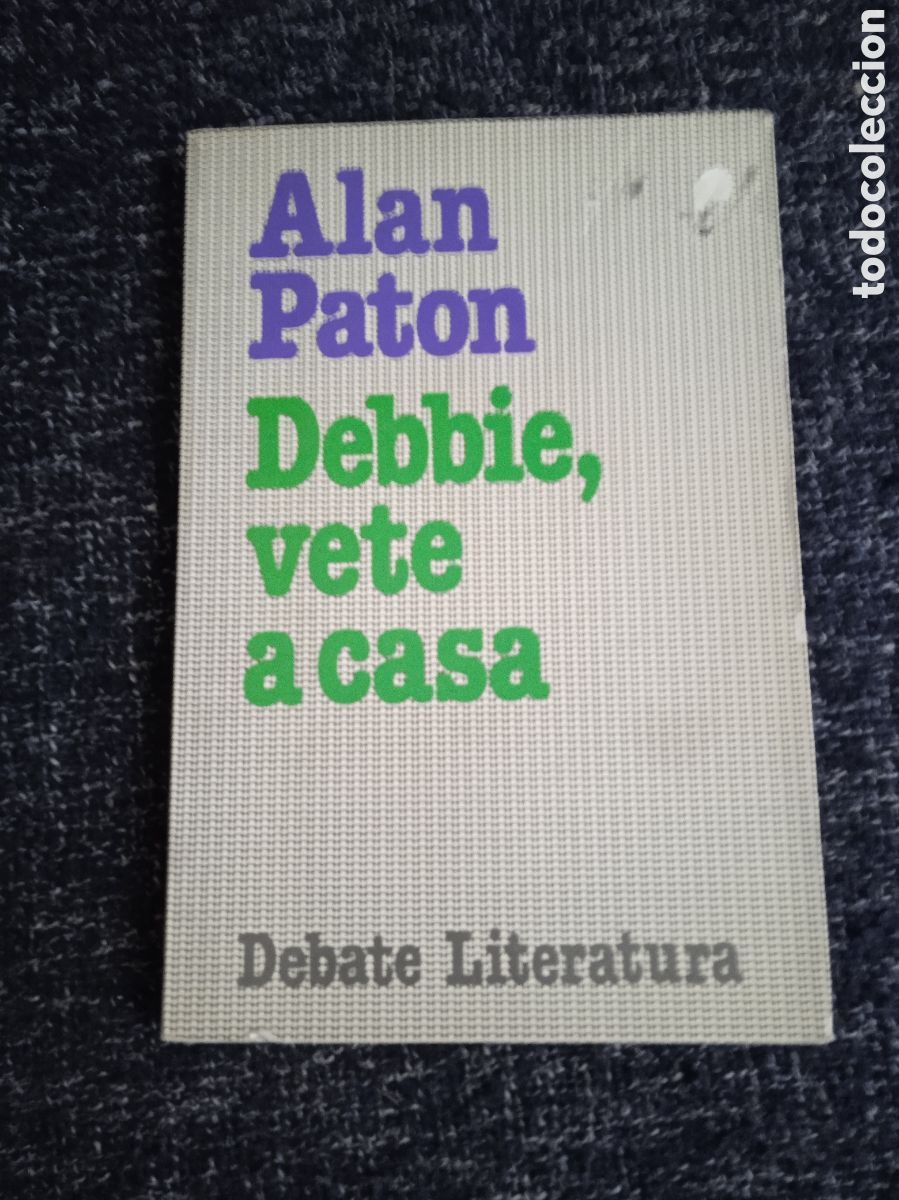 Alan
Paton
Debbie,
vete
a casa
Debate Literatura
todocoleccion